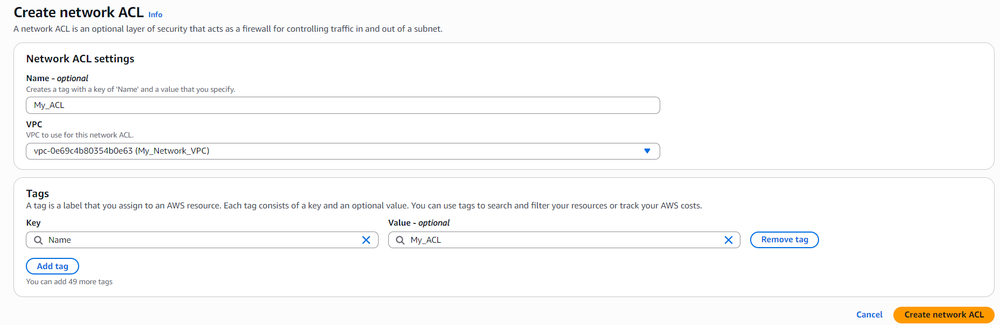 Create network ACL Info
A network ACL is an optional layer of security that acts as a firewall for controlling traffic in and out of a subnet.
Network ACL settings
Name - optional
Creates a tag with a key of 'Name' and a value that you specify.
My_ACL
VPC
VPC to use for this network ACL.
vpc-0e69c4b80354b0e63 (My_Network_VPC)
Tags
A tag is a label that you assign to an AWS resource. Each tag consists of a key and an optional value. You can use tags to search and filter your resources or track your AWS costs.
Key Value - optional
Name My_ACL Remove tag
Add tag
You can add 49 more tags
Cancel Create network ACL